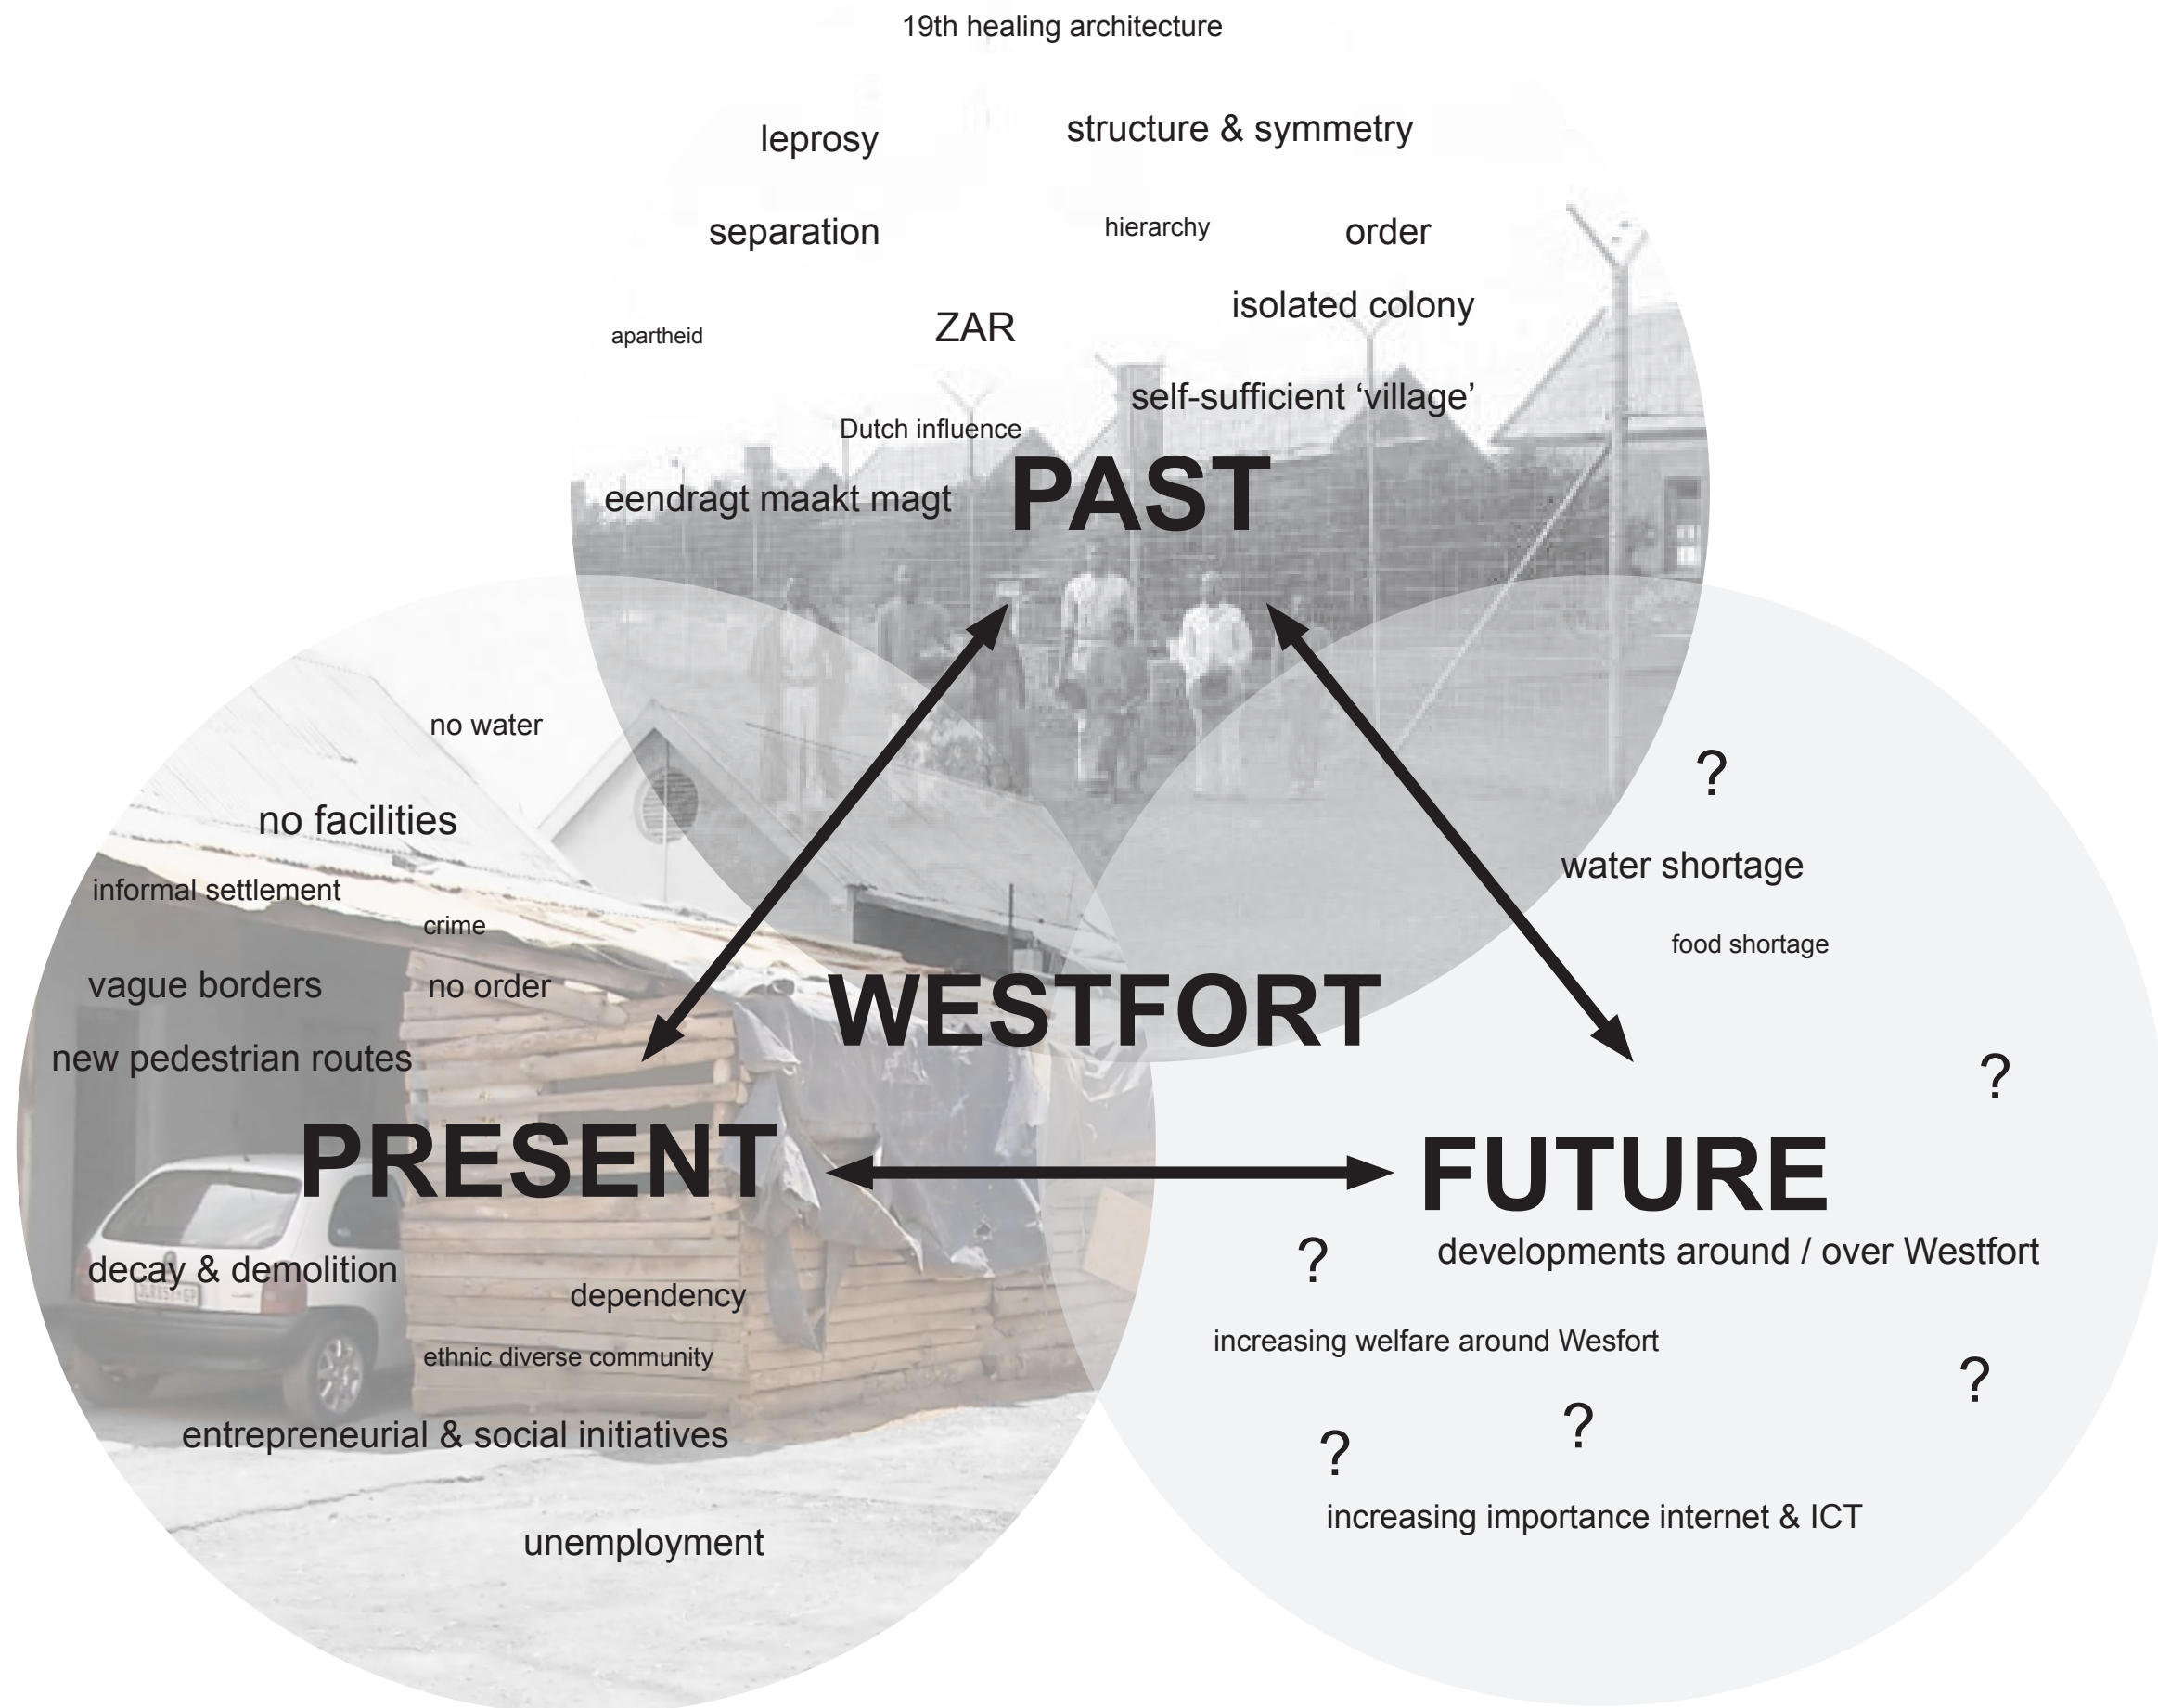 19th healing architecture
leprosy
structure & symmetry
separation
hierarchy
order
isolated colony
apartheid
ZAR
self-sufficient ‘village’
Dutch influence
eendragt maakt magt
PAST
no water
no facilities
informal settlement
crime
vague borders
no order
new pedestrian routes
WESTFORT
PRESENT
decay & demolition
dependency
ethnic diverse community
entrepreneurial & social initiatives
unemployment
?
water shortage
food shortage
?
FUTURE
?
developments around / over Westfort
increasing welfare around Wesfort
?
?
?
increasing importance internet & ICT